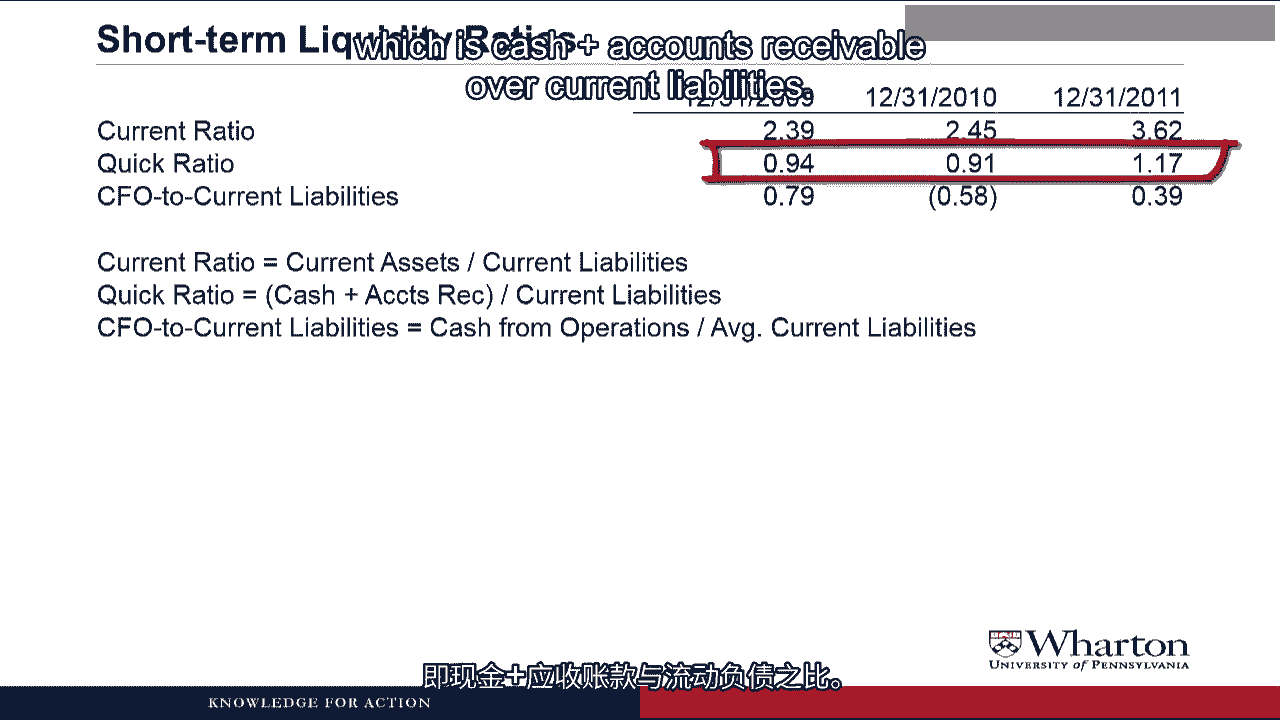 Short-term Liquidity Ratios
which is cash + accounts receivable
over current liabilities.
12/31/2009 12/31/2010 12/31/2011
Current Ratio 2.39 2.45 3.62
Quick Ratio 0.94 0.91 1.17
CFO-to-Current Liabilities 0.79 (0.58) 0.39
Current Ratio = Current Assets / Current Liabilities
Quick Ratio = (Cash + Accts Rec) / Current Liabilities
CFO-to-Current Liabilities = Cash from Operations / Avg. Current Liabilities
Wharton
UNIVERSITY of PENNSYLVANIA
即现金+应收账款与流动负债之比。
KNOWLEDGE FOR ACTION